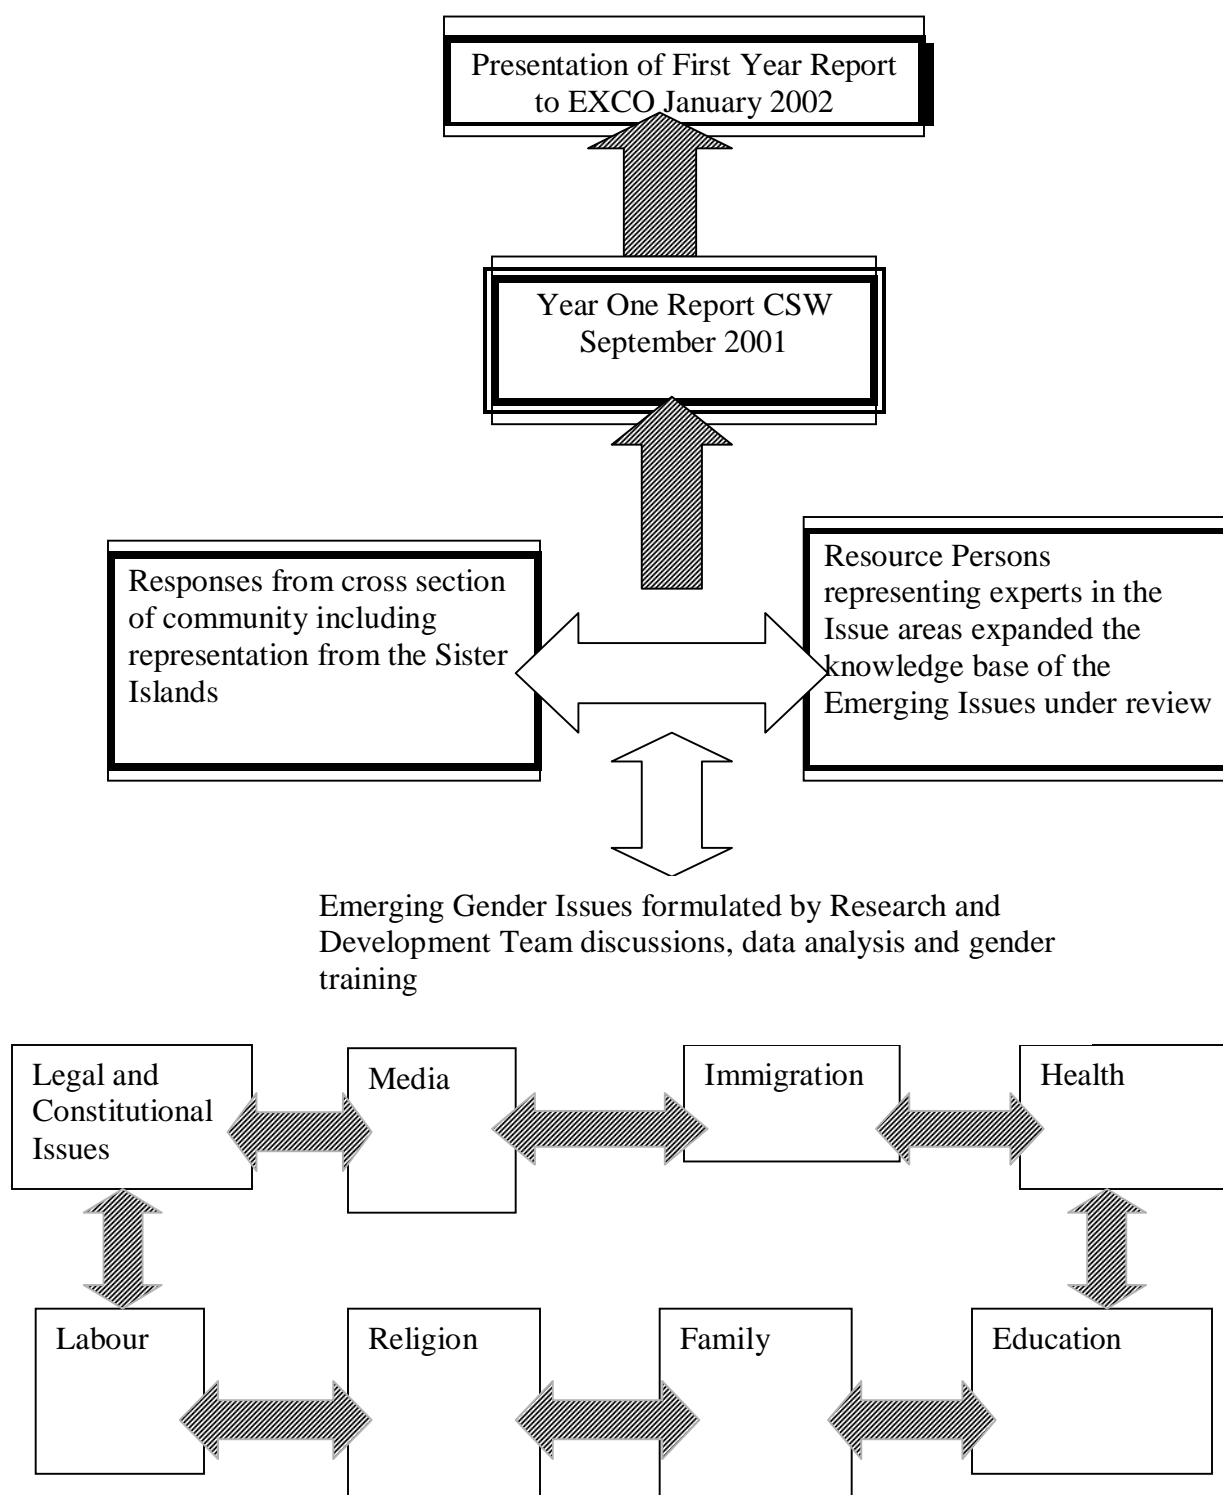 Presentation of First Year Report
to EXCO January 2002
Year One Report CSW
September 2001
Responses from cross section
of community including
representation from the Sister
Islands
Resource Persons
representing experts in the
Issue areas expanded the
knowledge base of the
Emerging Issues under review
Emerging Gender Issues formulated by Research and
Development Team discussions, data analysis and gender
training
Legal and
Constitutional
Issues
Media
Immigration
Health
Labour
Religion
Family
Education